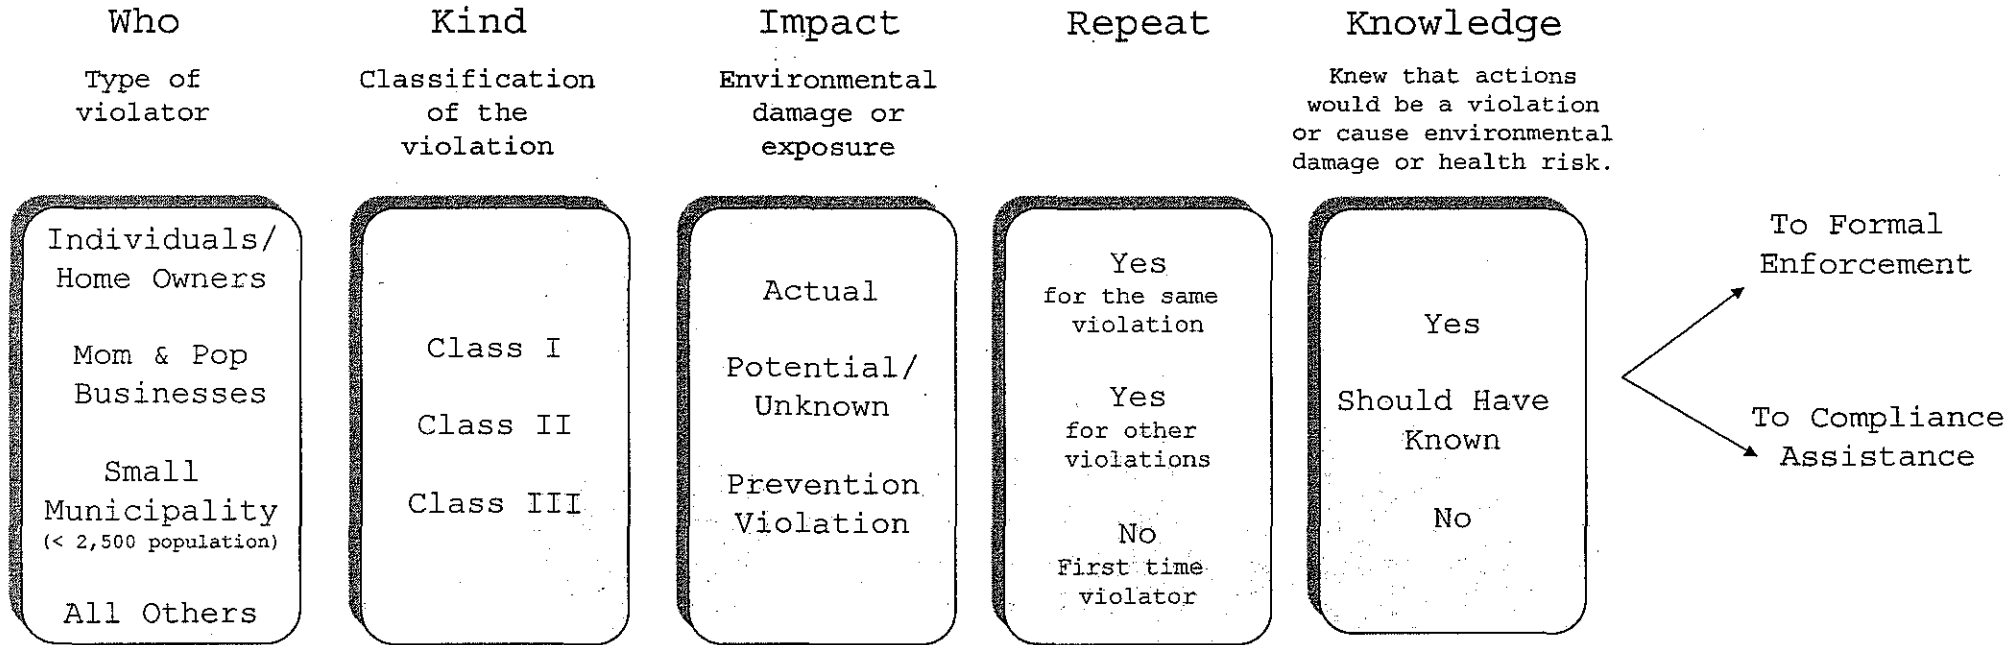 Who
Type of
violator
Individuals/
Home Owners
Mom & Pop
Businesses
Small
Municipality
(< 2,500 population)
All Others
Kind
Classification
of the
violation
Class I
Class II
Class III
Impact
Environmental
damage or
exposure
Actual
Potential/
Unknown
Prevention
Violation
Repeat
Yes
for the same
violation
Yes
for other
violations
No
First time
violator
Knowledge
Knew that actions
would be a violation
or cause environmental
damage or health risk.
Yes
Should Have
Known
No
To Formal
Enforcement
To Compliance
Assistance